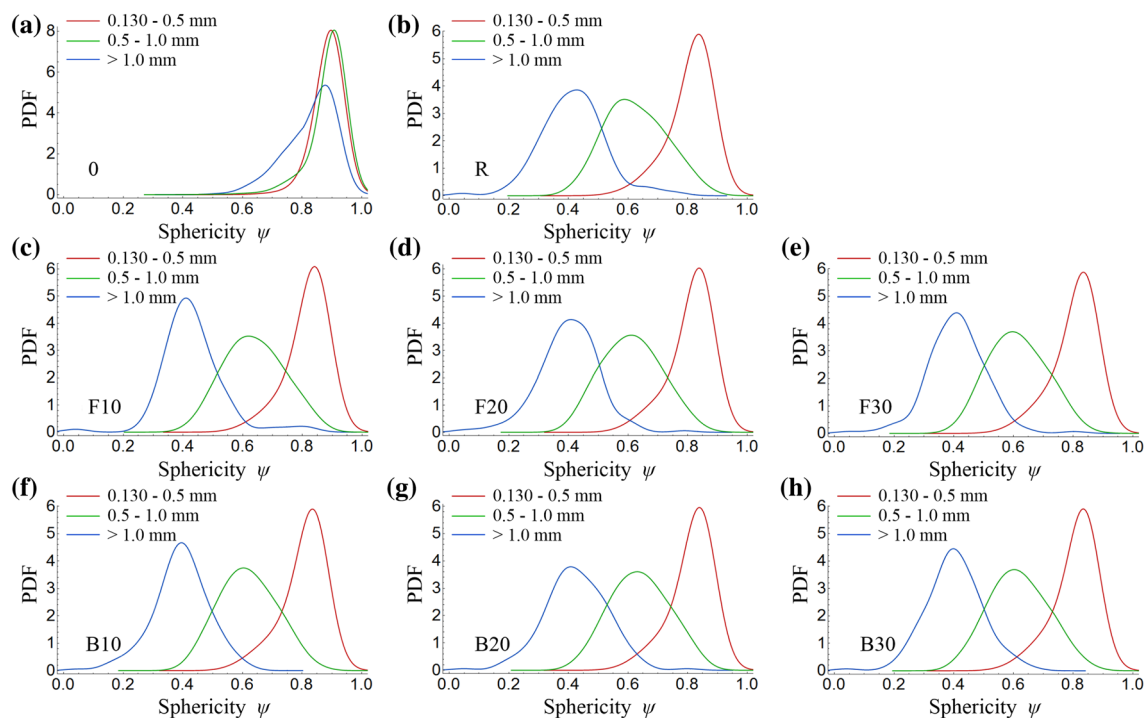 (a)
0.130 - 0.5 mm
0.5 - 1.0 mm
> 1.0 mm
8
6
4
2
0
PDF
0
0.0 0.2 0.4 0.6 0.8 1.0
Sphericity ψ
(b)
0.130 - 0.5 mm
0.5 - 1.0 mm
> 1.0 mm
6
5
4
3
2
1
0
PDF
R
0.0 0.2 0.4 0.6 0.8 1.0
Sphericity ψ
(c)
0.130 - 0.5 mm
0.5 - 1.0 mm
> 1.0 mm
6
5
4
3
2
1
0
PDF
F10
0.0 0.2 0.4 0.6 0.8 1.0
Sphericity ψ
(d)
0.130 - 0.5 mm
0.5 - 1.0 mm
> 1.0 mm
6
5
4
3
2
1
0
PDF
F20
0.0 0.2 0.4 0.6 0.8 1.0
Sphericity ψ
(e)
0.130 - 0.5 mm
0.5 - 1.0 mm
> 1.0 mm
6
5
4
3
2
1
0
PDF
F30
0.0 0.2 0.4 0.6 0.8 1.0
Sphericity ψ
(f)
0.130 - 0.5 mm
0.5 - 1.0 mm
> 1.0 mm
6
5
4
3
2
1
0
PDF
B10
0.0 0.2 0.4 0.6 0.8 1.0
Sphericity ψ
(g)
0.130 - 0.5 mm
0.5 - 1.0 mm
> 1.0 mm
6
5
4
3
2
1
0
PDF
B20
0.0 0.2 0.4 0.6 0.8 1.0
Sphericity ψ
(h)
0.130 - 0.5 mm
0.5 - 1.0 mm
> 1.0 mm
6
5
4
3
2
1
0
PDF
B30
0.0 0.2 0.4 0.6 0.8 1.0
Sphericity ψ